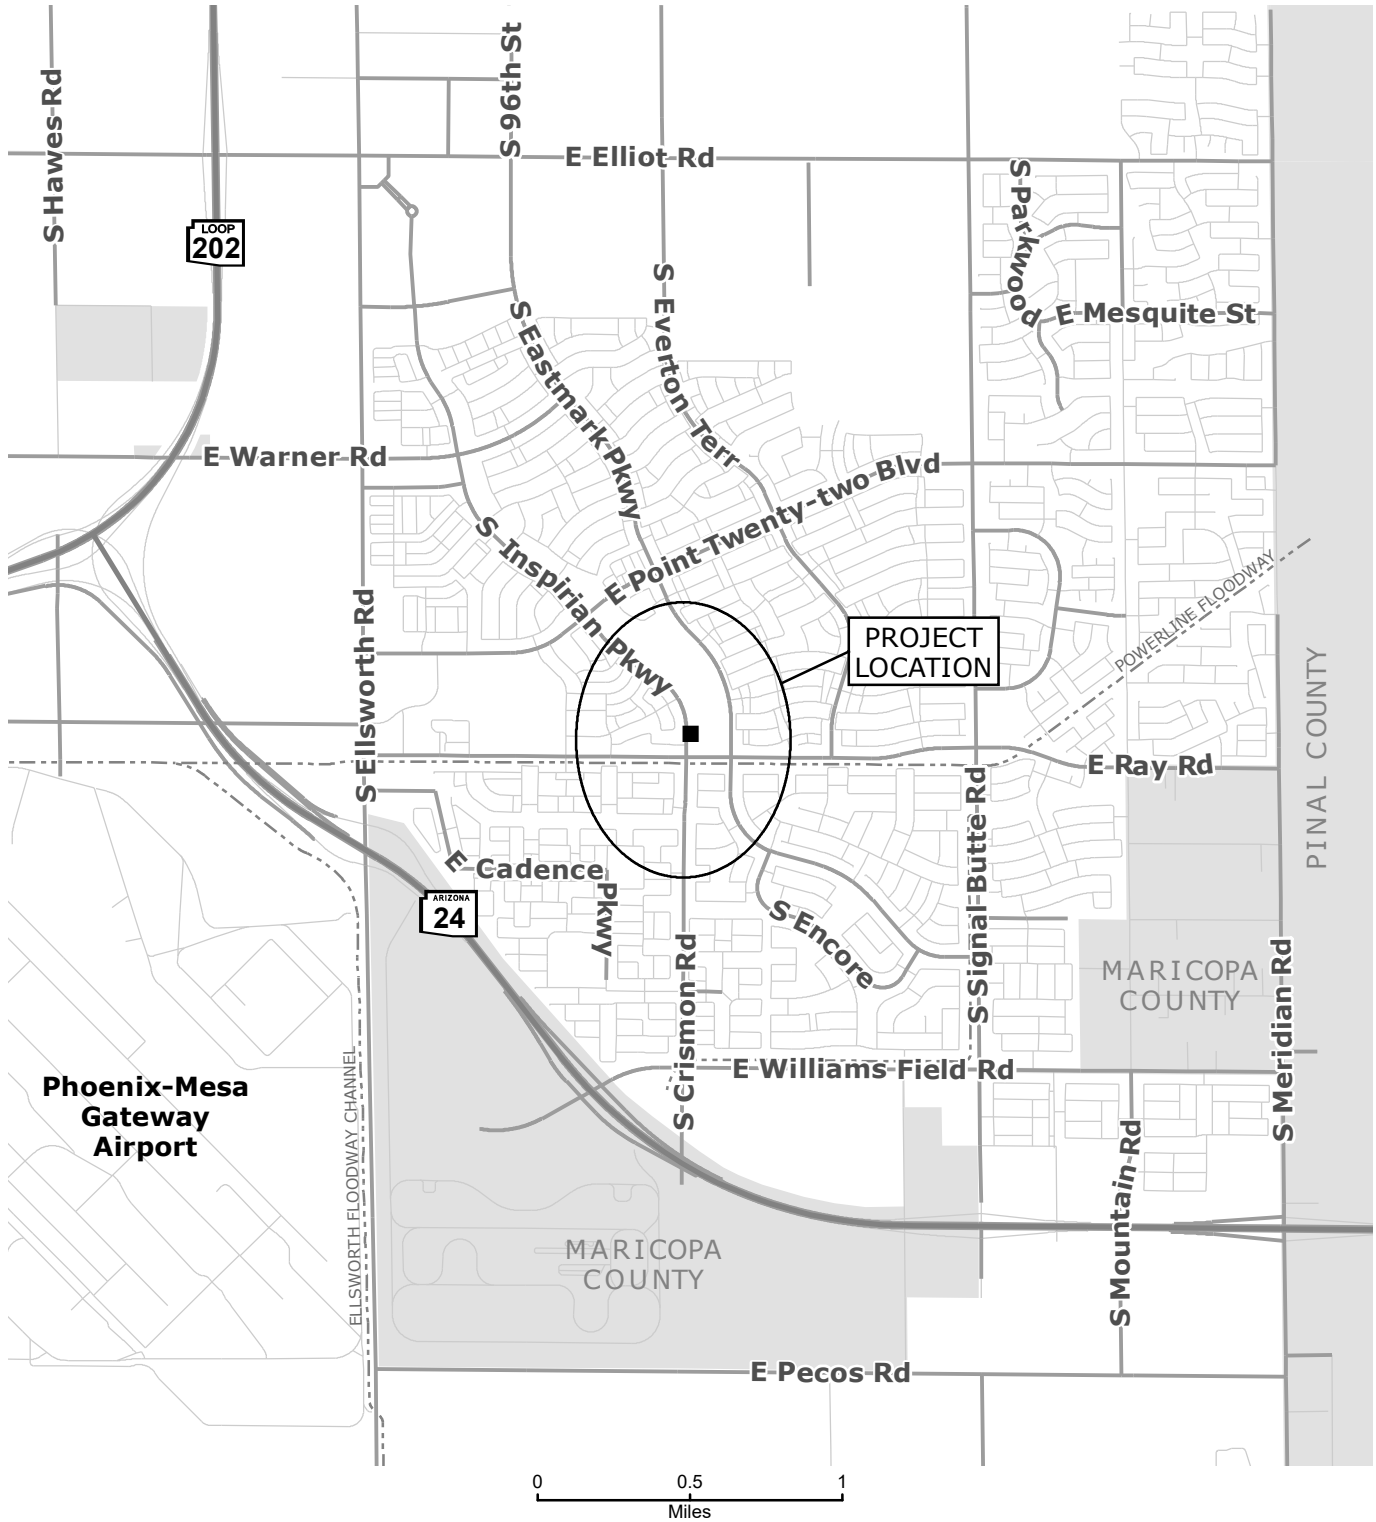 S 96th St
S Hawes Rd
E Elliot Rd
LOOP
202
S Parkwood
S Everton Terr
S Eastmark Pkwy
E Mesquite St
E Warner Rd
E Point Twenty-two Blvd
S Inspirian Pkwy
POWERLINE FLOODWAY
S Ellsworth Rd
PROJECT
LOCATION
PINAL COUNTY
E Ray Rd
S Signal Butte Rd
E Cadence Pkwy
ARIZONA
24
S Encore
S Crismon Rd
MARICOPA
COUNTY
S Meridian Rd
E Williams Field Rd
Phoenix-Mesa
Gateway
Airport
ELLSWORTH FLOODWAY CHANNEL
S Mountain Rd
MARICOPA
COUNTY
E Pecos Rd
0 0.5 1
Miles